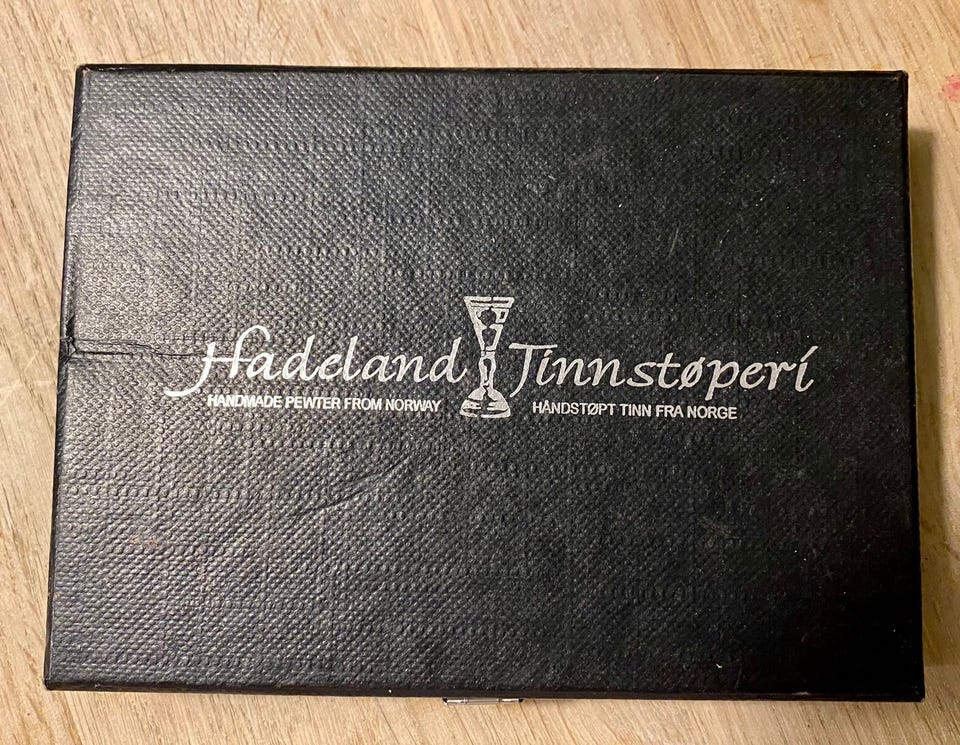 Hadeland Tinnstøperi
HANDMADE PEWTER FROM NORWAY HÅNDSTØPT TINN FRA NORGE